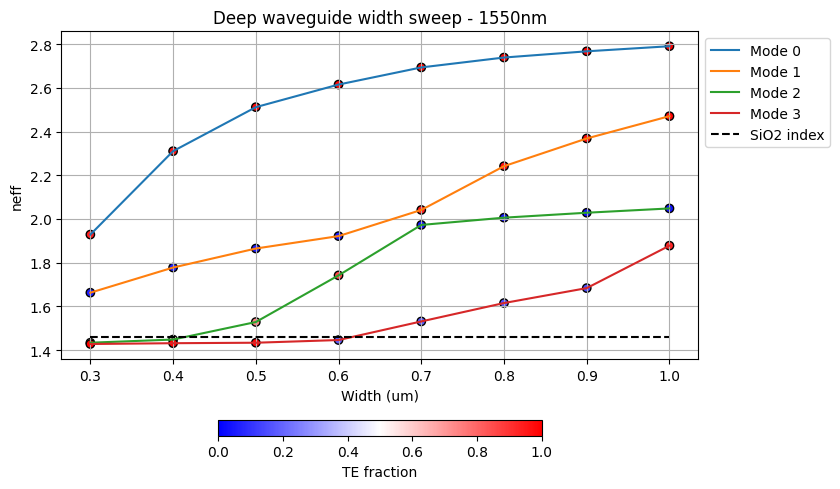 Deep waveguide width sweep - 1550nm
neff
2.8
2.6
2.4
2.2
2.0
1.8
1.6
1.4
0.3 0.4 0.5 0.6 0.7 0.8 0.9 1.0
Width (um)
Mode 0
Mode 1
Mode 2
Mode 3
SiO2 index
0.0 0.2 0.4 0.6 0.8 1.0
TE fraction